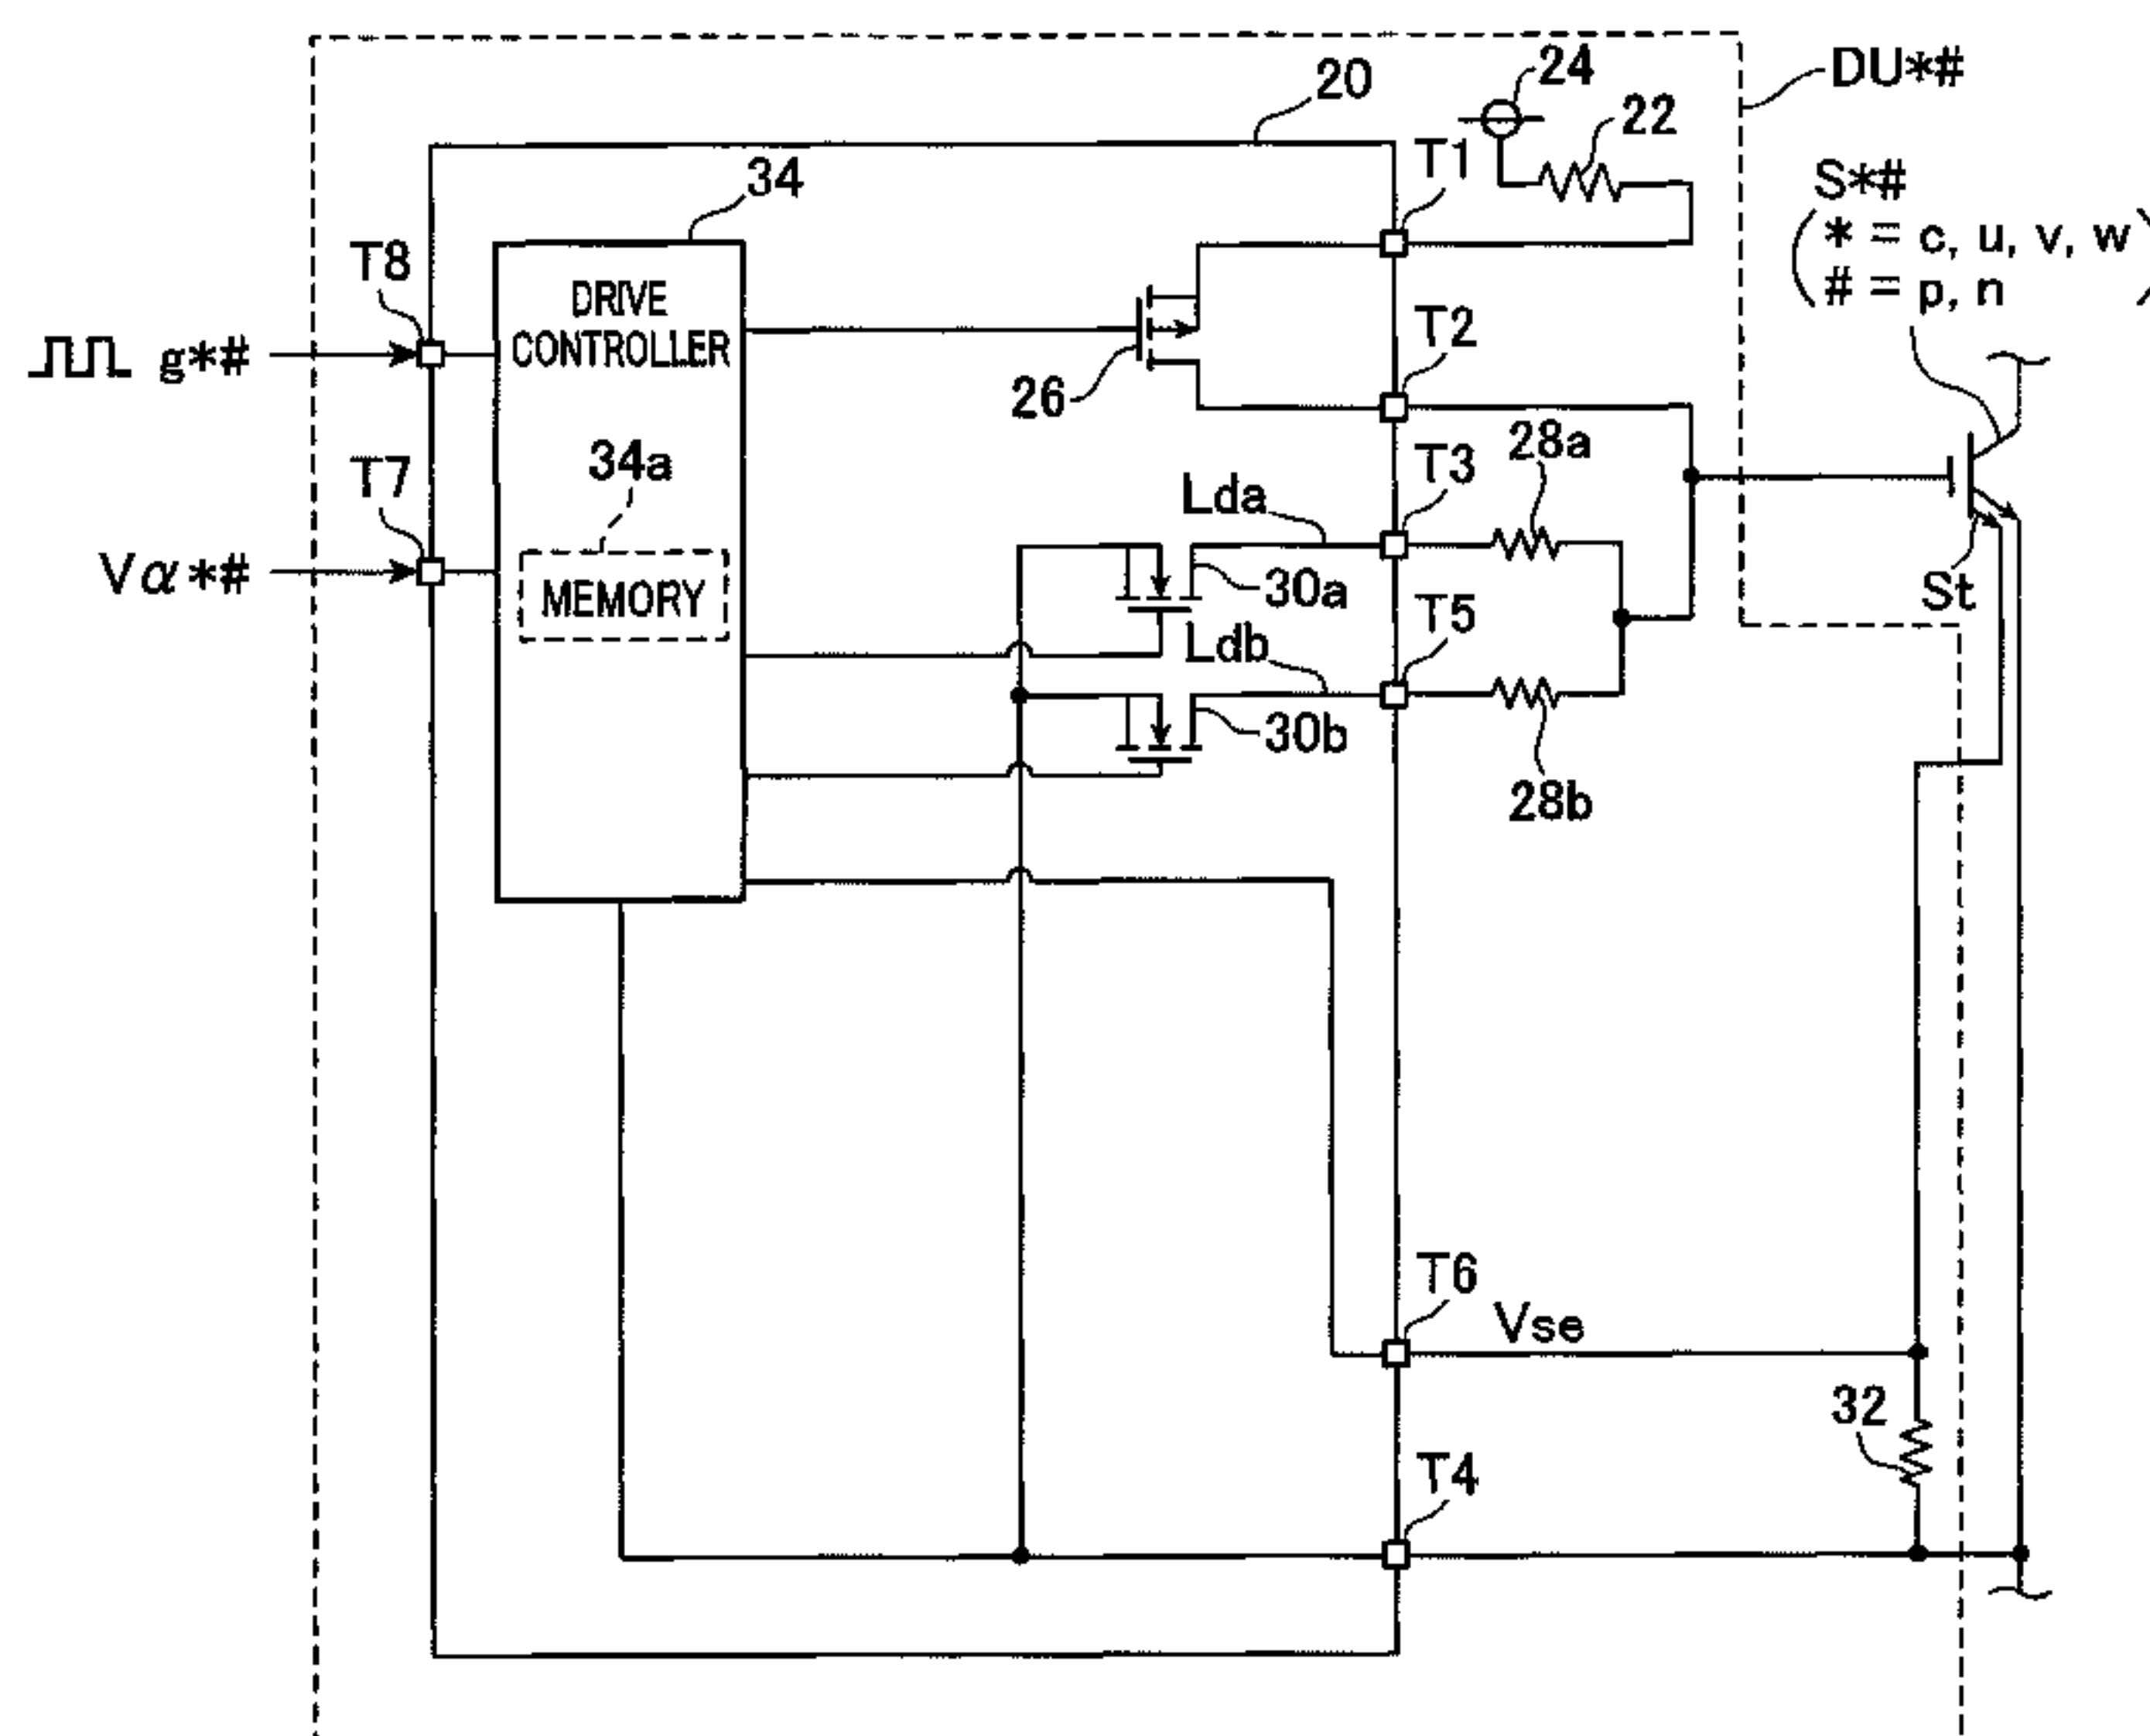 20
24
DU*#
22
T1
34
S*#
( * = c, u, v, w
# = p, n )
T8
DRIVE
CONTROLLER
T2
g*#
26
34a
28a
T3
T7
Lda
Vα*#
MEMORY
30a
St
T5
Ldb
30b
28b
T6
Vse
32
T4